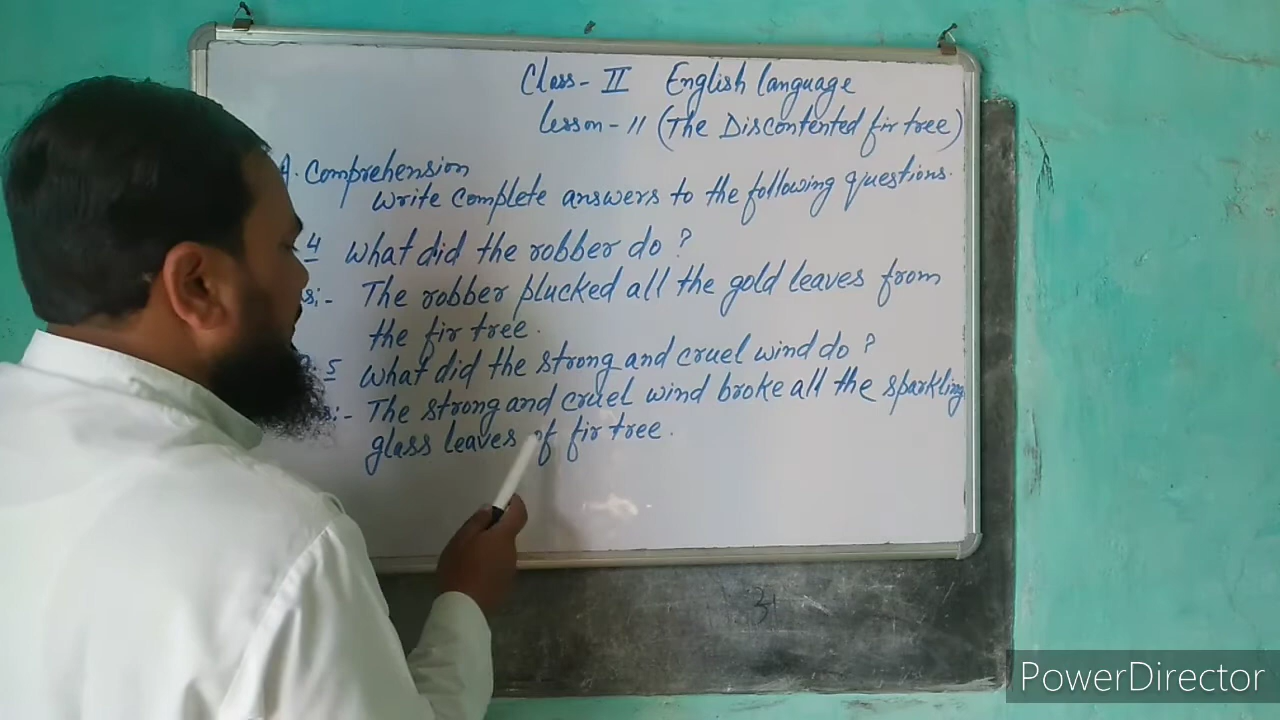 Class- II English language
Lesson - 11 (The Discontented fir tree)
A. Comprehension
Write complete answers to the following questions.
4 What did the robber do ?
s:- The robber plucked all the gold leaves from
the fir tree.
5 What did the strong and cruel wind do ?
s:- The strong and cruel wind broke all the sparkling
glass leaves of fir tree.
31
PowerDirector